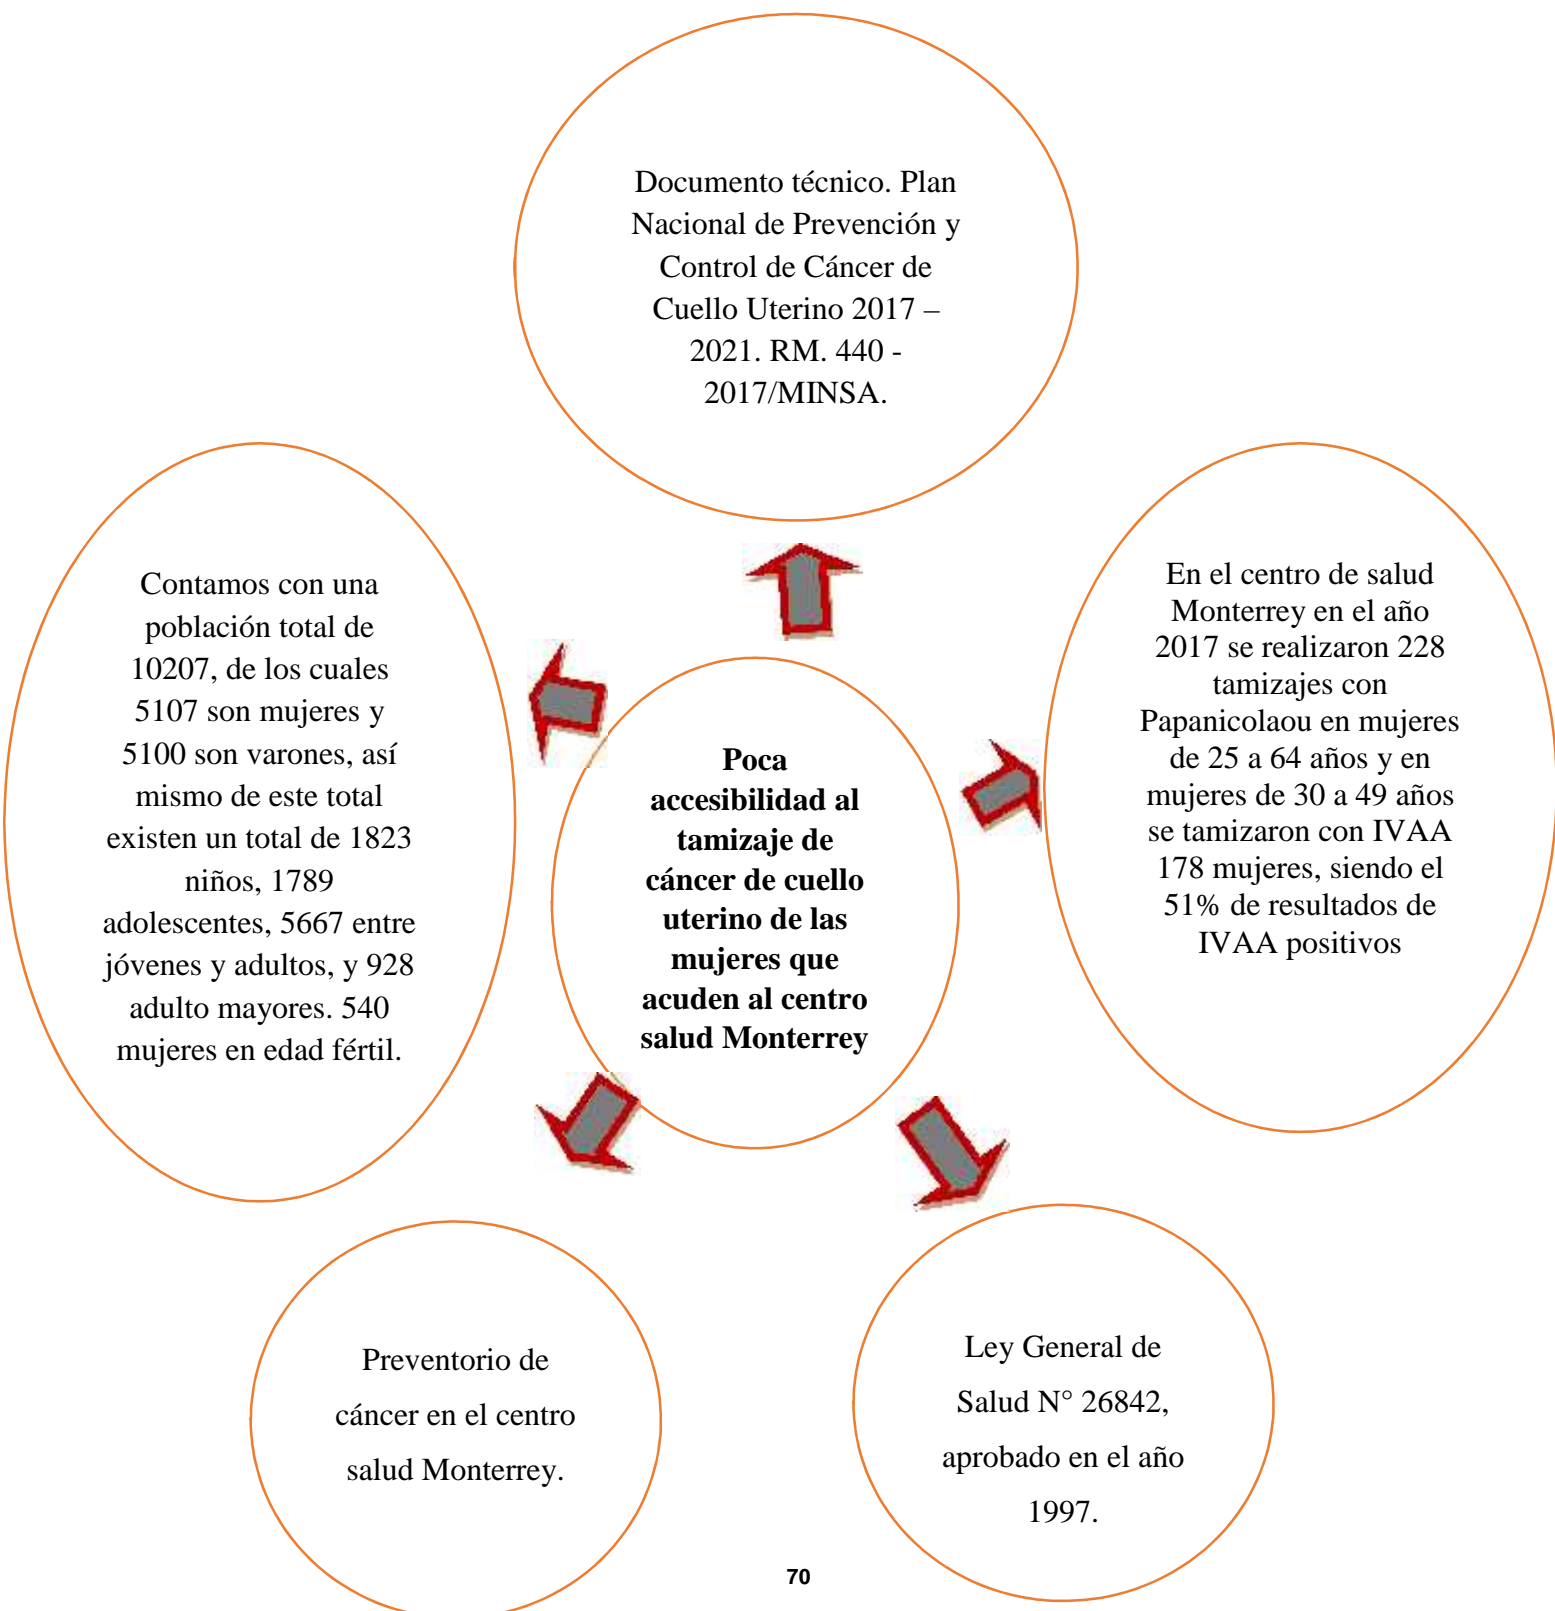 Documento técnico. Plan
Nacional de Prevención y
Control de Cáncer de
Cuello Uterino 2017 –
2021. RM. 440 -
2017/MINSA.
Contamos con una
población total de
10207, de los cuales
5107 son mujeres y
5100 son varones, así
mismo de este total
existen un total de 1823
niños, 1789
adolescentes, 5667 entre
jóvenes y adultos, y 928
adulto mayores. 540
mujeres en edad fértil.
Poca
accesibilidad al
tamizaje de
cáncer de cuello
uterino de las
mujeres que
acuden al centro
salud Monterrey
En el centro de salud
Monterrey en el año
2017 se realizaron 228
tamizajes con
Papanicolaou en mujeres
de 25 a 64 años y en
mujeres de 30 a 49 años
se tamizaron con IVAA
178 mujeres, siendo el
51% de resultados de
IVAA positivos
Preventorio de
cáncer en el centro
salud Monterrey.
Ley General de
Salud N° 26842,
aprobado en el año
1997.
70